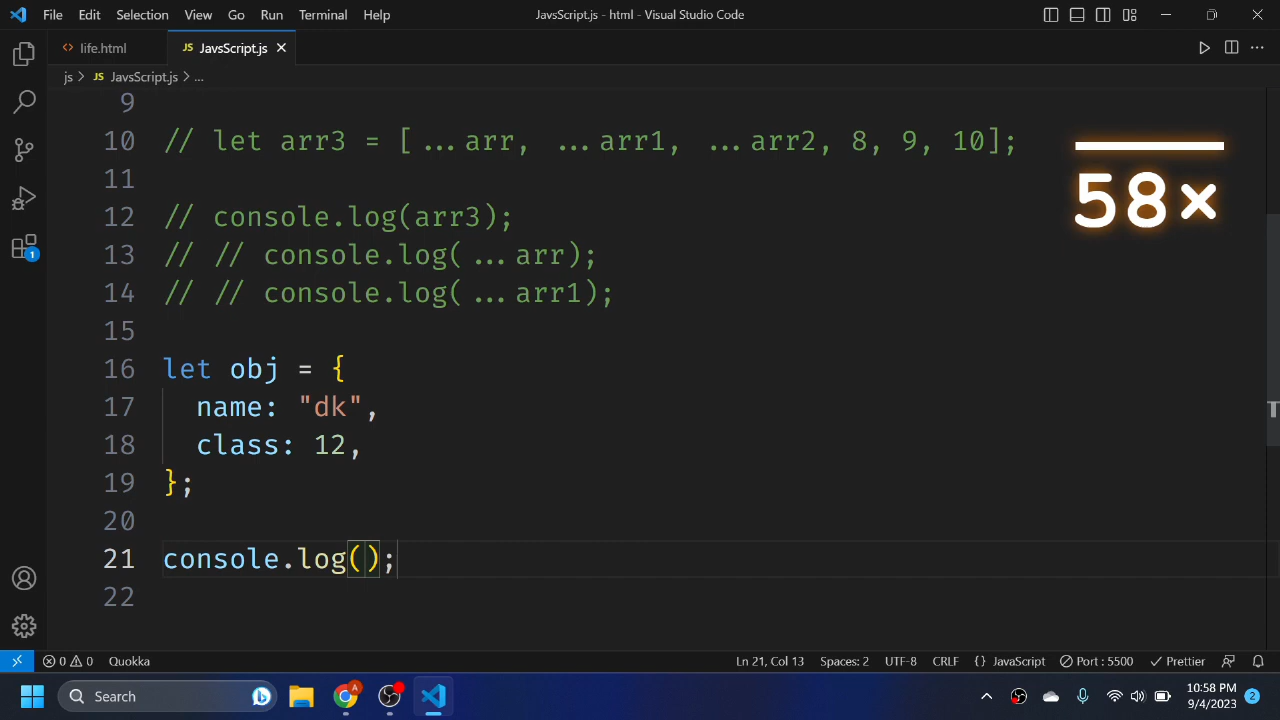 File Edit Selection View Go Run Terminal Help JavsScript.js - html - Visual Studio Code
<> life.html JS JavsScript.js ×
js > JS JavsScript.js > ...
9
10 // let arr3 = [...arr, ...arr1, ...arr2, 8, 9, 10];
58×
11
12 // console.log(arr3);
13 // // console.log(...arr);
14 // // console.log(...arr1);
15
16 let obj = {
17 name: "dk",
18 class: 12,
19 };
20
21 console.log();
22
1
0 0 Quokka Ln 21, Col 13 Spaces: 2 UTF-8 CRLF {} JavaScript Port : 5500 Prettier
Search A 10:58 PM
9/4/2023 2